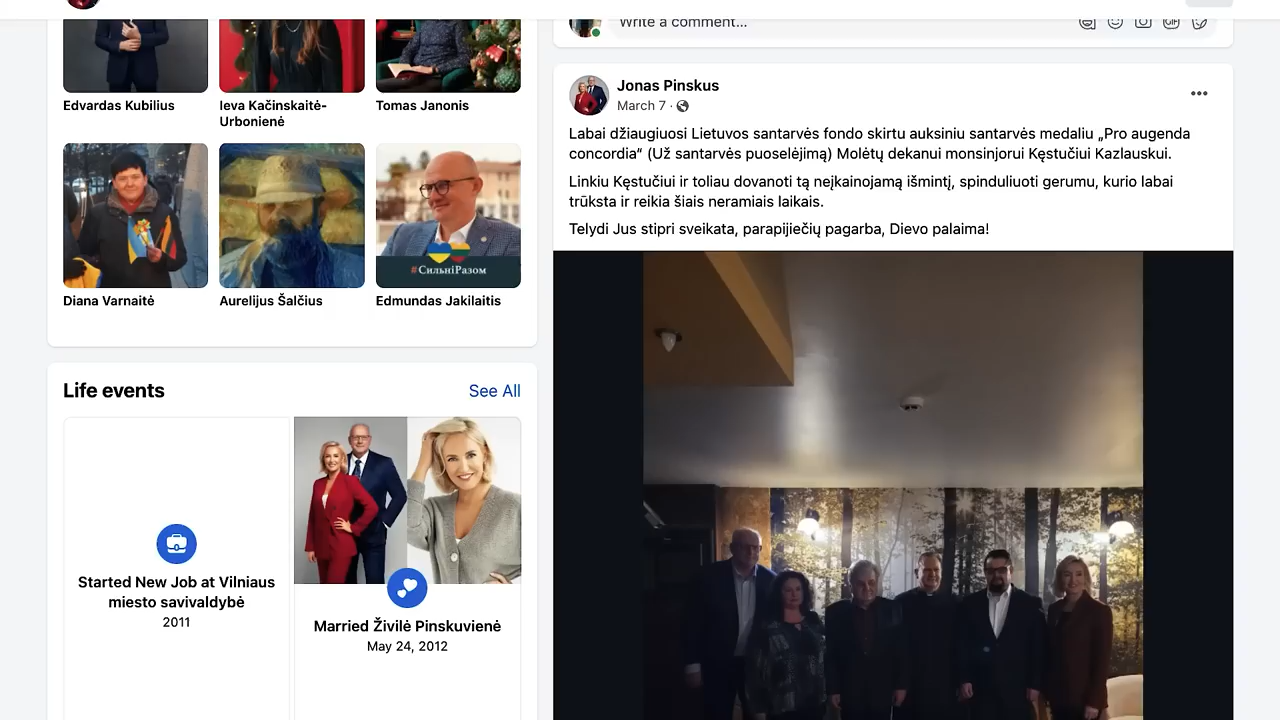 Edvardas Kubilius
Ieva Kačinskaitė-
Urbonienė
Tomas Janonis
Diana Varnaitė
Aurelijus Šalčius
#СильніРазом
Edmundas Jakilaitis
Life events
See All
Started New Job at Vilniaus
miesto savivaldybė
2011
Married Živilė Pinskuvienė
May 24, 2012
Write a comment...
GIF
Jonas Pinskus
March 7 ·
Labai džiaugiuosi Lietuvos santarvės fondo skirtu auksiniu santarvės medaliu „Pro augenda
concordia“ (Už santarvės puoselėjimą) Molėtų dekanui monsinjorui Kęstučiui Kazlauskui.
Linkiu Kęstučiui ir toliau dovanoti tą neįkainojamą išmintį, spinduliuoti gerumu, kurio labai
trūksta ir reikia šiais neramiais laikais.
Telydi Jus stipri sveikata, parapijiečių pagarba, Dievo palaima!